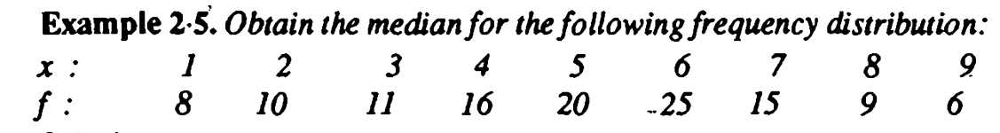 Example 2·5. Obtain the median for the following frequency distribution:
x : 1 2 3 4 5 6 7 8 9
f : 8 10 11 16 20 25 15 9 6